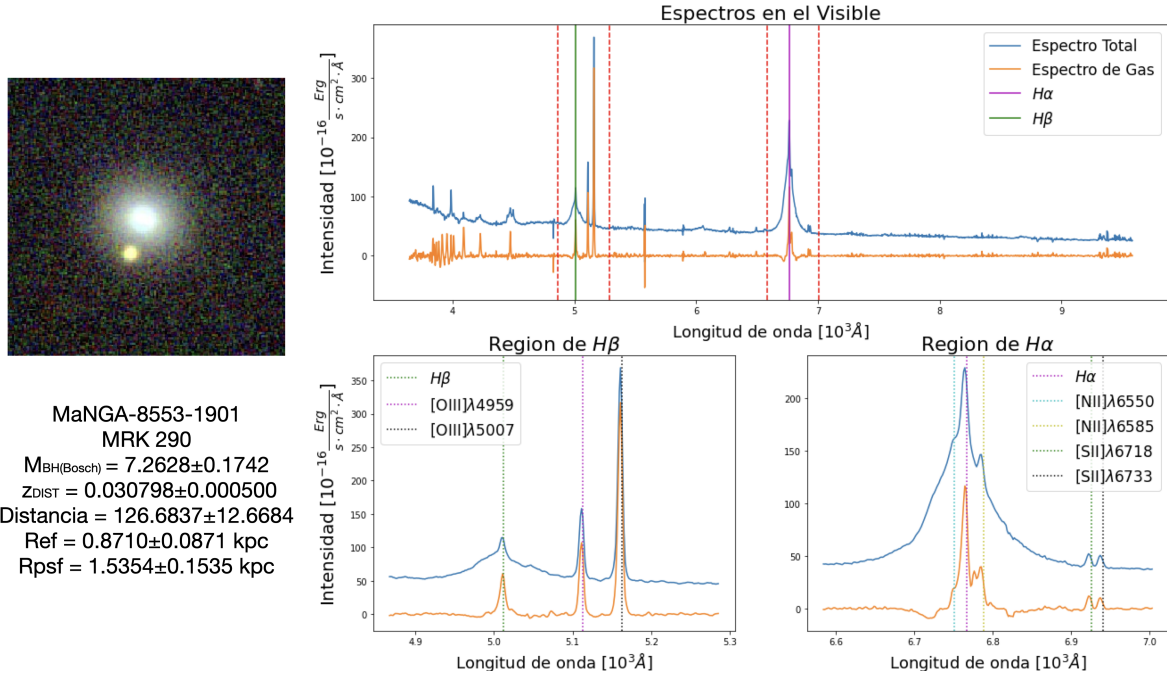 MaNGA-8553-1901
MRK 290
MBH(Bosch) = 7.2628±0.1742
zDIST = 0.030798±0.000500
Distancia = 126.6837±12.6684
Ref = 0.8710±0.0871 kpc
Rpsf = 1.5354±0.1535 kpc
Espectros en el Visible
Intensidad [10⁻¹⁶ Erg / s · cm² · Å]
300
200
100
0
4 5 6 7 8 9
Longitud de onda [10³Å]
Espectro Total
Espectro de Gas
Hα
Hβ
Region de Hβ
Intensidad [10⁻¹⁶ Erg / s · cm² · Å]
350
300
250
200
150
100
50
0
4.9 5.0 5.1 5.2 5.3
Longitud de onda [10³Å]
Hβ
[OIII]λ4959
[OIII]λ5007
Region de Hα
200
150
100
50
0
6.6 6.7 6.8 6.9 7.0
Longitud de onda [10³Å]
Hα
[NII]λ6550
[NII]λ6585
[SII]λ6718
[SII]λ6733